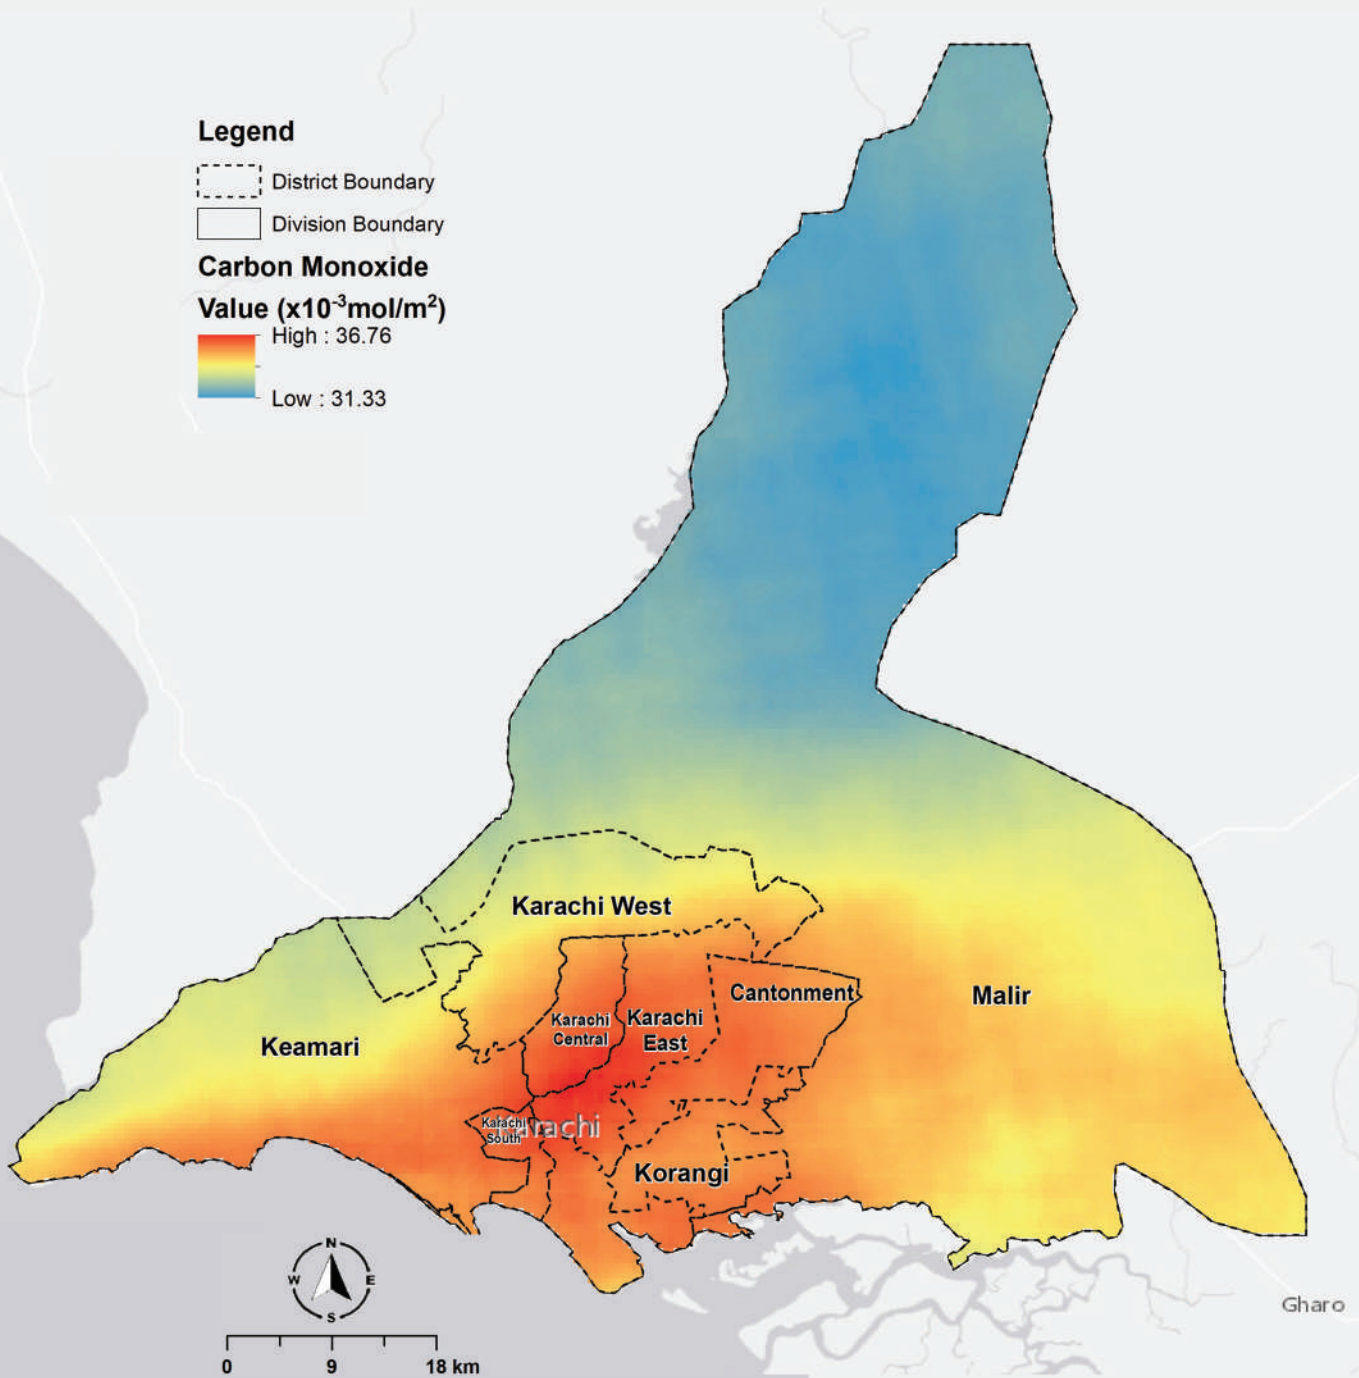 Legend
District Boundary
Division Boundary
Carbon Monoxide
Value (x10⁻³mol/m²)
High : 36.76
Low : 31.33
Karachi West
Cantonment
Malir
Karachi
Central
Karachi
East
Keamari
Karachi
South
Karachi
Korangi
N
W E
S
Gharo
0 9 18 km